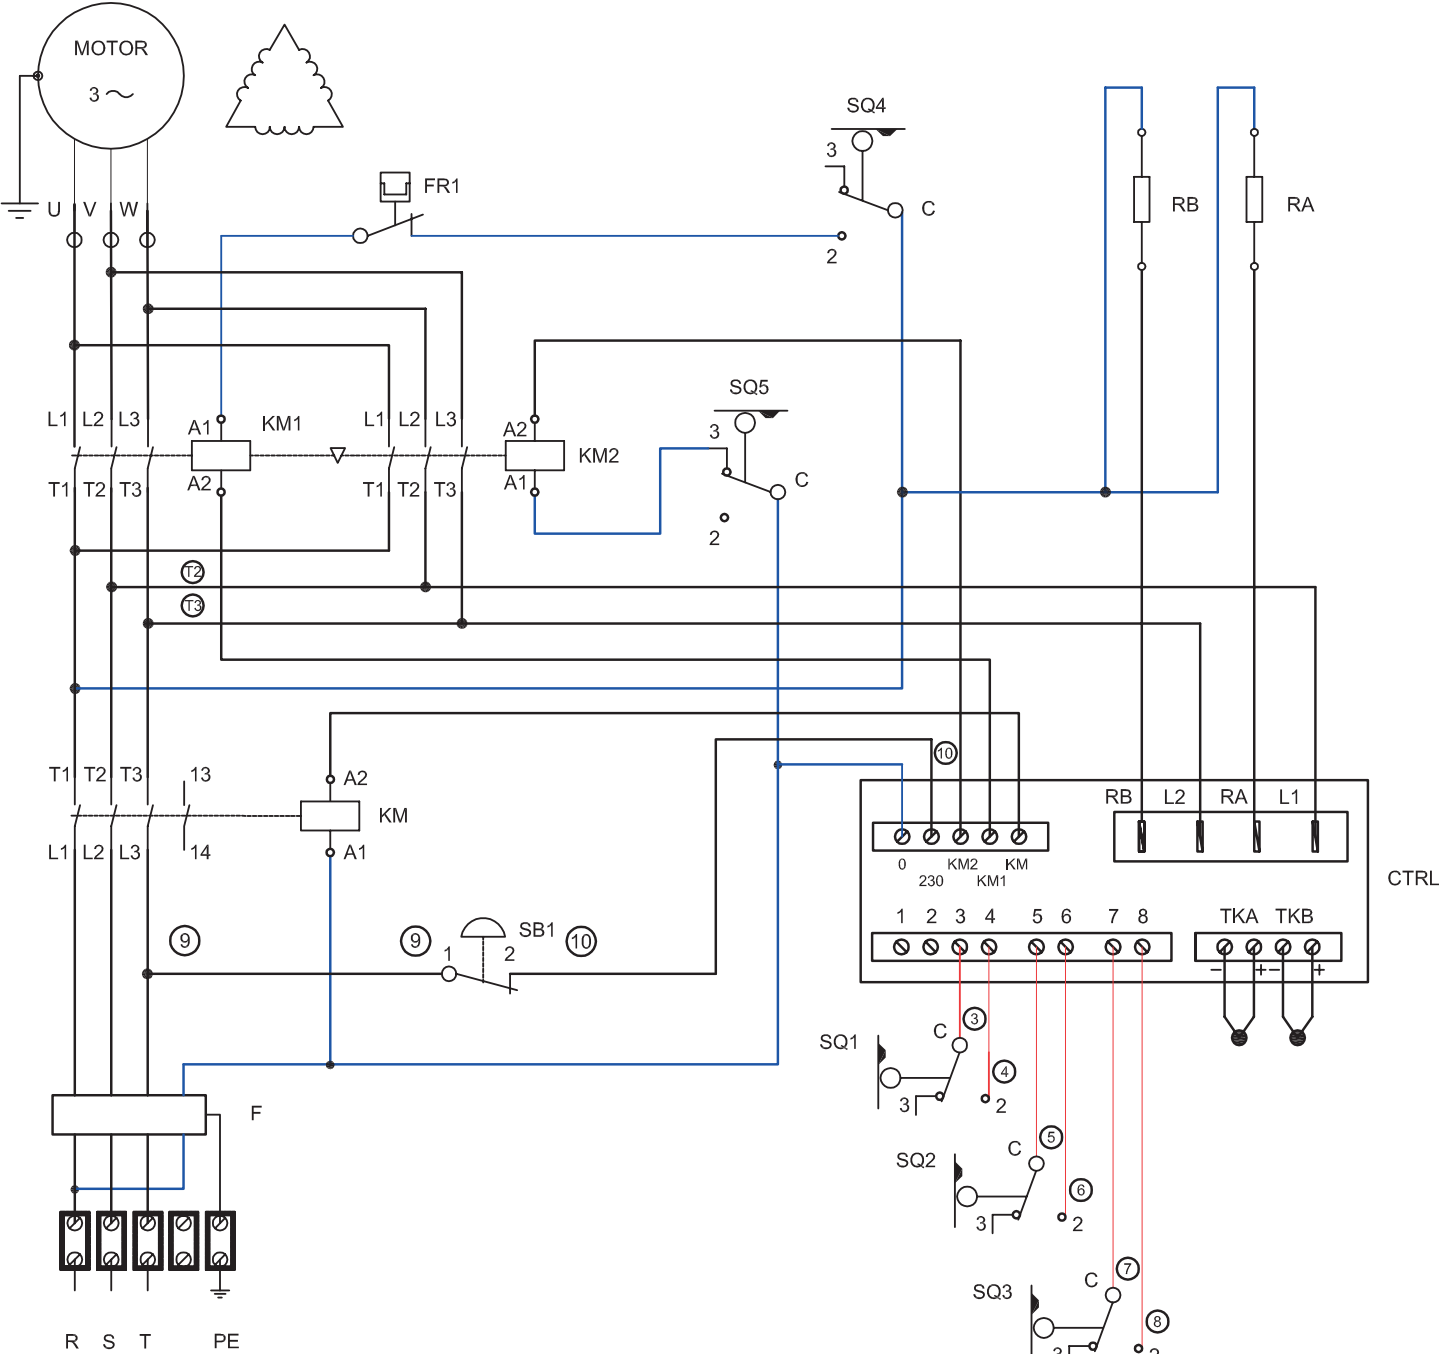 MOTOR
3
SQ4
3
FR1
C
RB
RA
U V W
2
SQ5
L1 L2 L3
A1
KM1
L1 L2 L3
A2
3
KM2
C
T1 T2 T3
A2
T1 T2 T3
A1
2
T2
T3
10
T1 T2 T3
13
A2
RB L2 RA L1
KM
L1 L2 L3
14
A1
0 KM2 KM
230 KM1
CTRL
1 2 3 4 5 6 7 8
TKA TKB
9
9
1
2
SB1
10
− + − +
3
C
SQ1
4
3
2
F
5
C
SQ2
6
3
2
7
C
SQ3
8
3
2
R S T PE